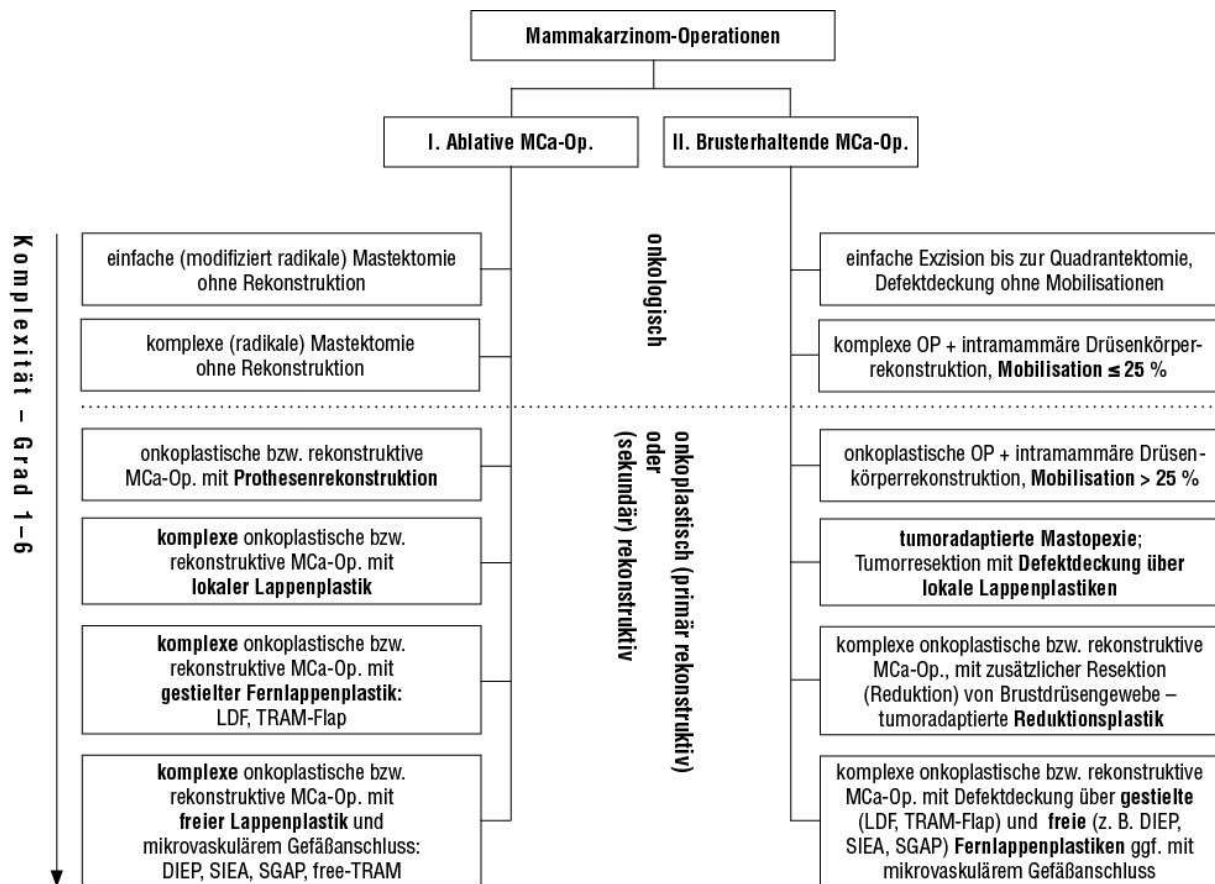 Mammakarzinom-Operationen
I. Ablative MCa-Op.
II. Brusterhaltende MCa-Op.
Komplexität – Grad 1–6
einfache (modifiziert radikale) Mastektomie
ohne Rekonstruktion
komplexe (radikale) Mastektomie
ohne Rekonstruktion
onkoplastische bzw. rekonstruktive
MCa-Op. mit Prothesenrekonstruktion
komplexe onkoplastische bzw.
rekonstruktive MCa-Op. mit
lokaler Lappenplastik
komplexe onkoplastische bzw.
rekonstruktive MCa-Op. mit
gestielter Fernlappenplastik:
LDF, TRAM-Flap
komplexe onkoplastische bzw.
rekonstruktive MCa-Op. mit
freier Lappenplastik und
mikrovaskulärem Gefäßanschluss:
DIEP, SIEA, SGAP, free-TRAM
onkologisch
onkoplastisch (primär rekonstruktiv)
oder
(sekundär) rekonstruktiv
einfache Exzision bis zur Quadrantektomie,
Defektdeckung ohne Mobilisationen
komplexe OP + intramammäre Drüsenkörper-
rekonstruktion, Mobilisation ≤ 25 %
onkoplastische OP + intramammäre Drüsen-
körperrekonstruktion, Mobilisation > 25 %
tumoradaptierte Mastopexie;
Tumorresektion mit Defektdeckung über
lokale Lappenplastiken
komplexe onkoplastische bzw. rekonstruktive
MCa-Op., mit zusätzlicher Resektion
(Reduktion) von Brustdrüsengewebe –
tumoradaptierte Reduktionsplastik
komplexe onkoplastische bzw. rekonstruktive
MCa-Op. mit Defektdeckung über gestielte
(LDF, TRAM-Flap) und freie (z. B. DIEP,
SIEA, SGAP) Fernlappenplastiken ggf. mit
mikrovaskulärem Gefäßanschluss